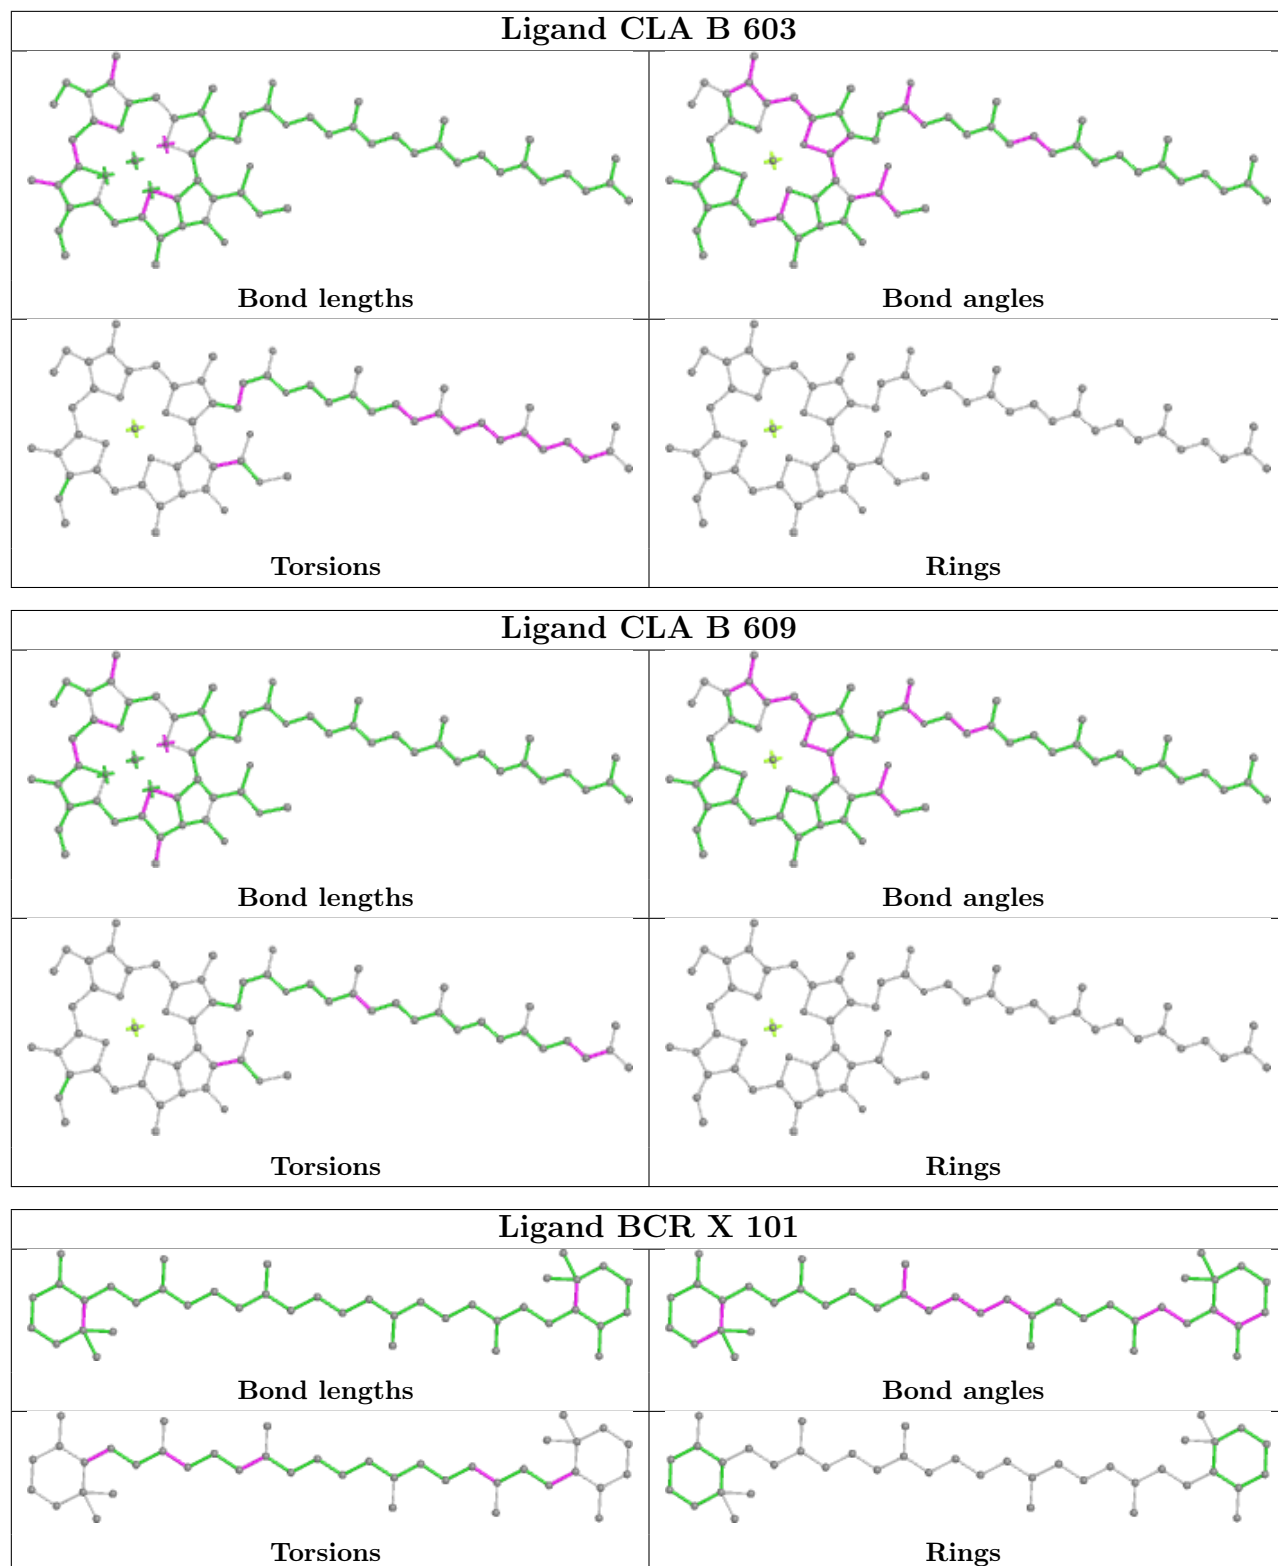 Ligand CLA B 603
Bond lengths
Bond angles
Torsions
Rings
Ligand CLA B 609
Bond lengths
Bond angles
Torsions
Rings
Ligand BCR X 101
Bond lengths
Bond angles
Torsions
Rings